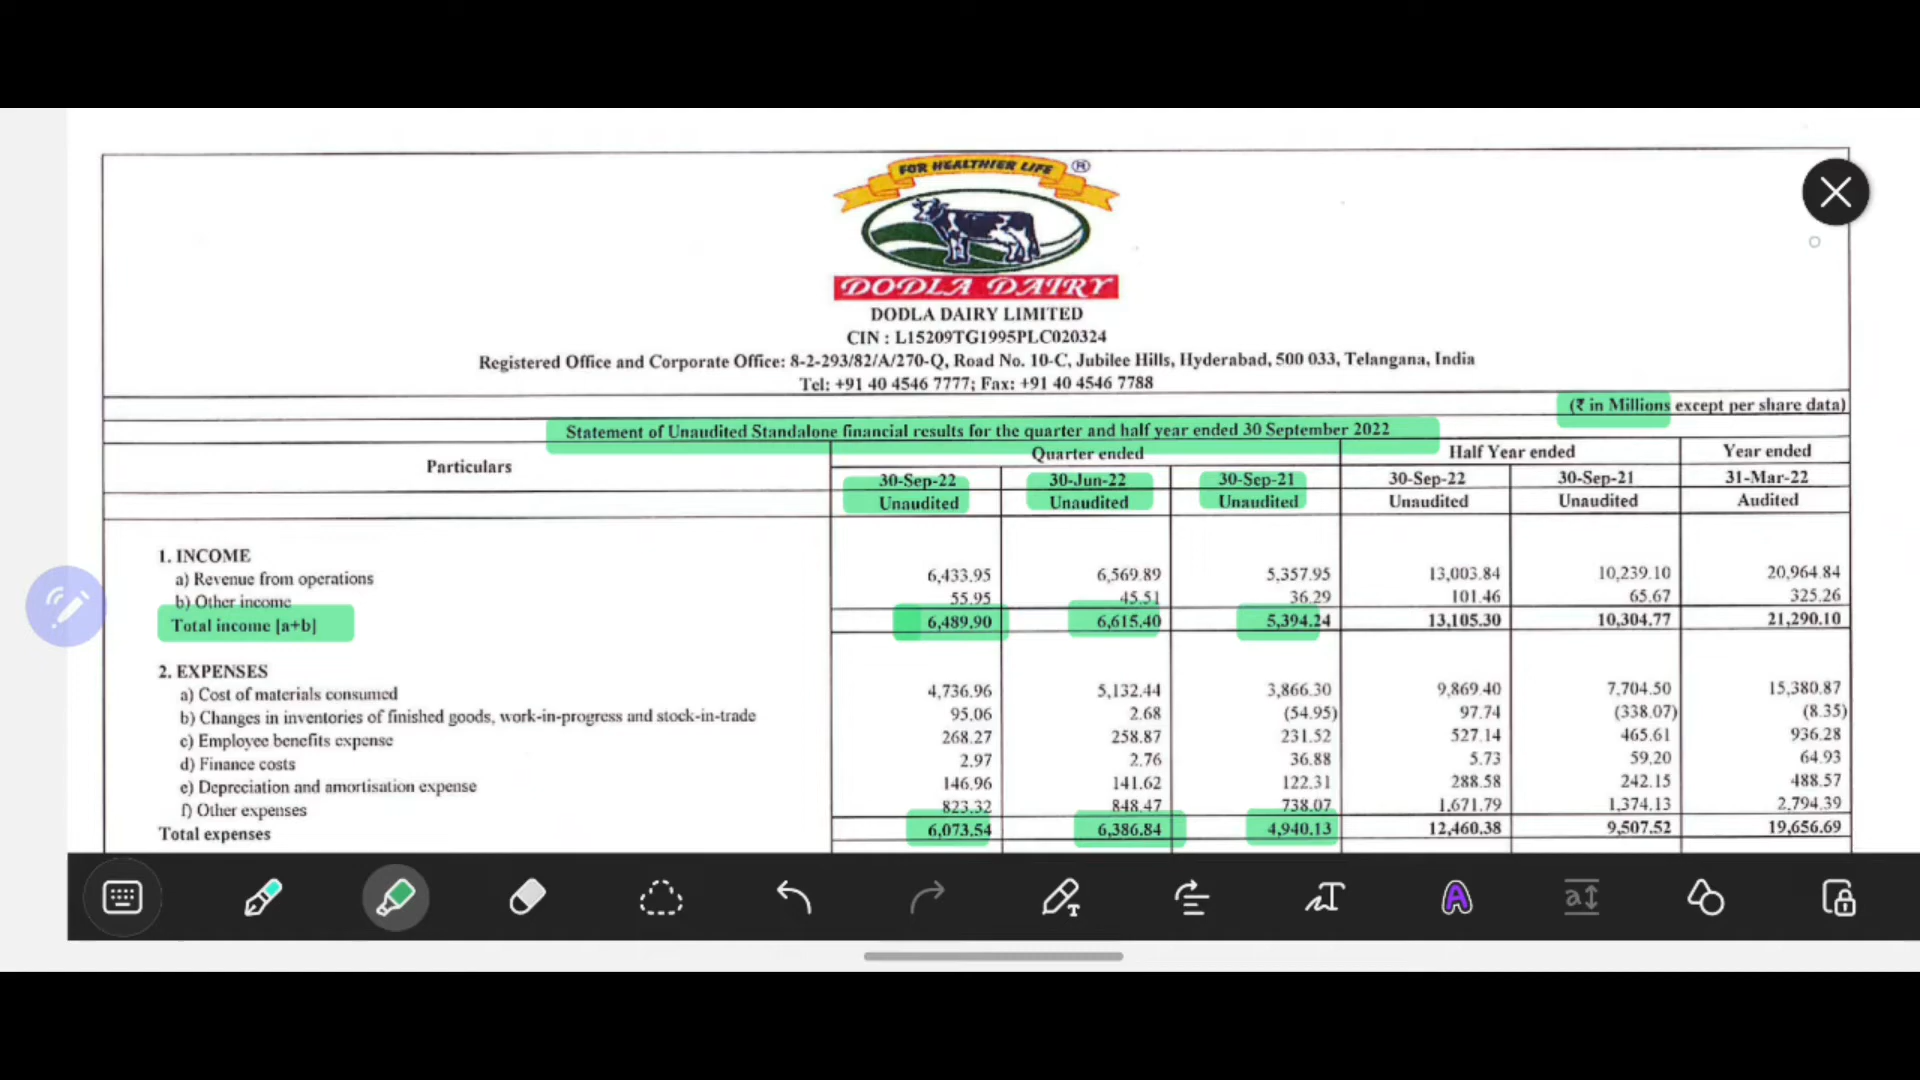 FOR HEALTHIER LIFE ®
DODLA DAIRY
DODLA DAIRY LIMITED
CIN : L15209TG1995PLC020324
Registered Office and Corporate Office: 8-2-293/82/A/270-Q, Road No. 10-C, Jubilee Hills, Hyderabad, 500 033, Telangana, India
Tel: +91 40 4546 7777; Fax: +91 40 4546 7788
(₹ in Millions except per share data)
Statement of Unaudited Standalone financial results for the quarter and half year ended 30 September 2022
Particulars Quarter ended Half Year ended Year ended
30-Sep-22 30-Jun-22 30-Sep-21 30-Sep-22 30-Sep-21 31-Mar-22
Unaudited Unaudited Unaudited Unaudited Unaudited Audited
1. INCOME
a) Revenue from operations 6,433.95 6,569.89 5,357.95 13,003.84 10,239.10 20,964.84
b) Other income 55.95 45.51 36.29 101.46 65.67 325.26
Total income [a+b] 6,489.90 6,615.40 5,394.24 13,105.30 10,304.77 21,290.10
2. EXPENSES
a) Cost of materials consumed 4,736.96 5,132.44 3,866.30 9,869.40 7,704.50 15,380.87
b) Changes in inventories of finished goods, work-in-progress and stock-in-trade 95.06 2.68 (54.95) 97.74 (338.07) (8.35)
c) Employee benefits expense 268.27 258.87 231.52 527.14 465.61 936.28
d) Finance costs 2.97 2.76 36.88 5.73 59.20 64.93
e) Depreciation and amortisation expense 146.96 141.62 122.31 288.58 242.15 488.57
f) Other expenses 823.32 848.47 738.07 1,671.79 1,374.13 2,794.39
Total expenses 6,073.54 6,386.84 4,940.13 12,460.38 9,507.52 19,656.69